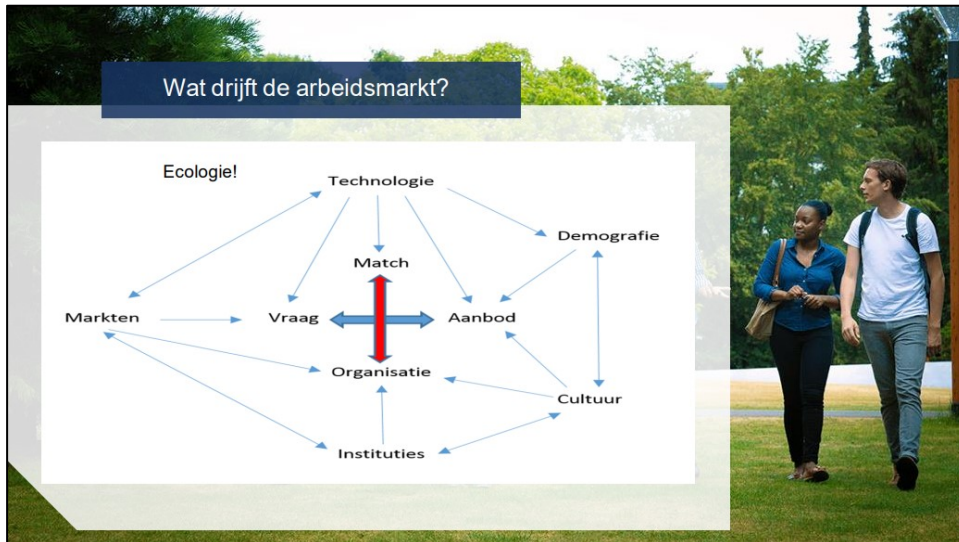 Wat drijft de arbeidsmarkt?
Ecologie!
Technologie
Demografie
Match
Markten
Vraag
Aanbod
Organisatie
Cultuur
Instituties